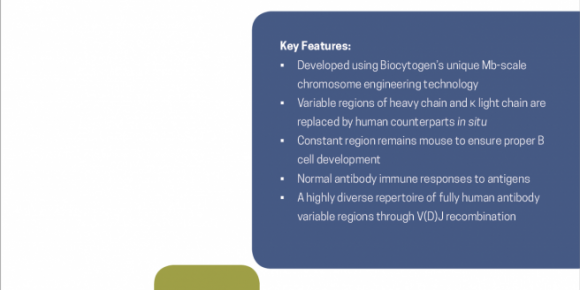 Key Features:
• Developed using Biocytogen's unique Mb-scale
chromosome engineering technology
• Variable regions of heavy chain and κ light chain are
replaced by human counterparts in situ
• Constant region remains mouse to ensure proper B
cell development
• Normal antibody immune responses to antigens
• A highly diverse repertoire of fully human antibody
variable regions through V(D)J recombination